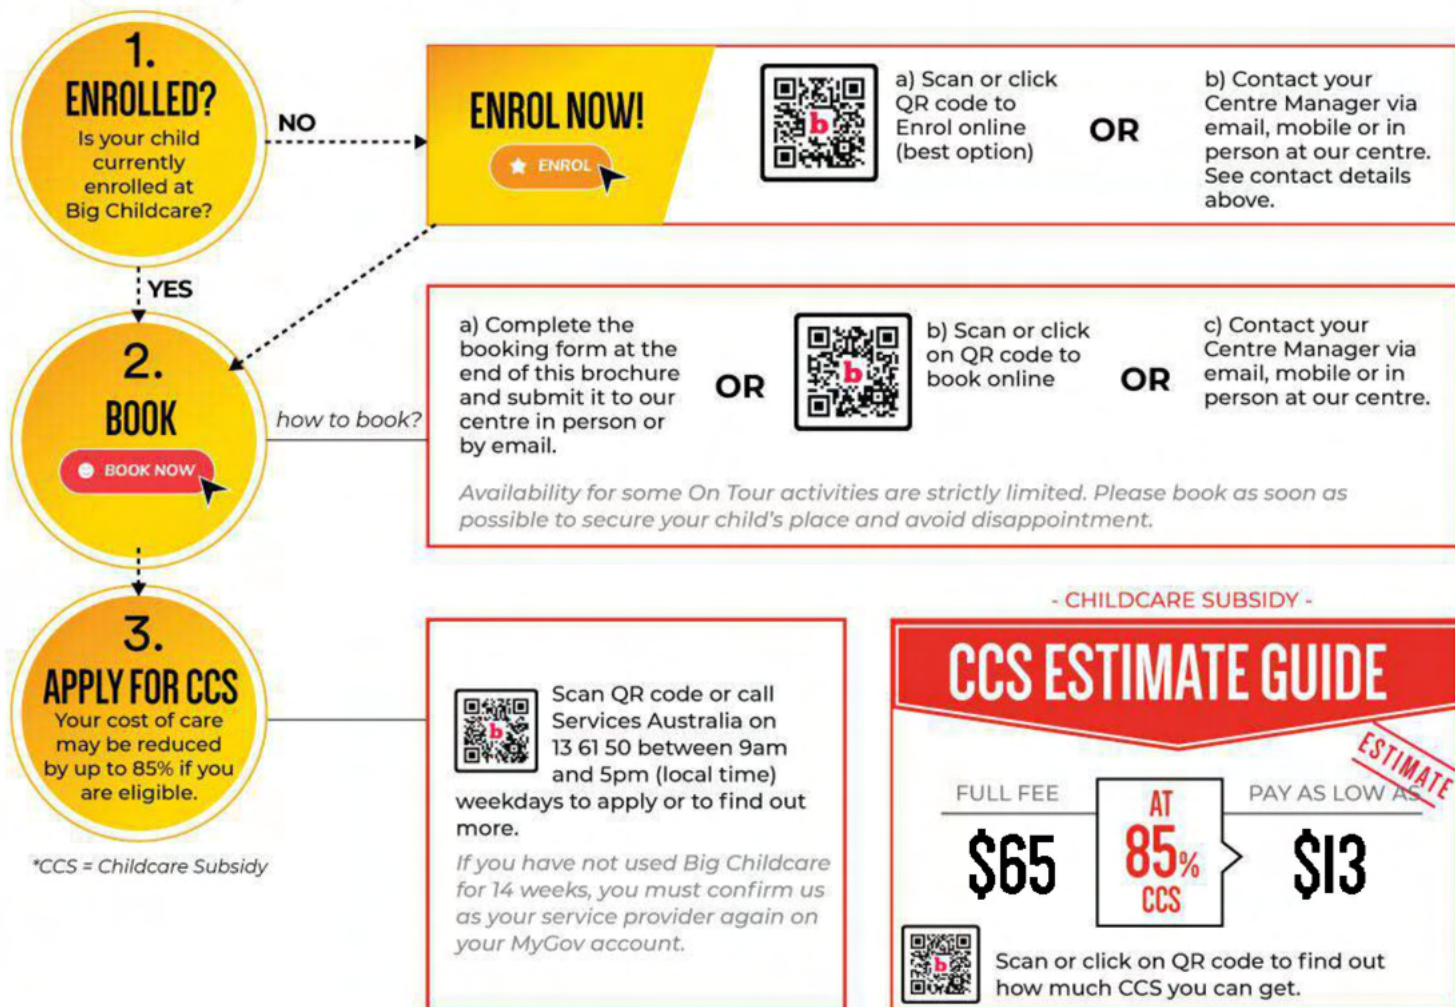 1.
ENROLLED?
Is your child
currently
enrolled at
Big Childcare?
NO
YES
ENROL NOW!
ENROL
b
a) Scan or click
QR code to
Enrol online
(best option)
OR
b) Contact your
Centre Manager via
email, mobile or in
person at our centre.
See contact details
above.
2.
BOOK
BOOK NOW
how to book?
a) Complete the
booking form at the
end of this brochure
and submit it to our
centre in person or
by email.
OR
b
b) Scan or click
on QR code to
book online
OR
c) Contact your
Centre Manager via
email, mobile or in
person at our centre.
Availability for some On Tour activities are strictly limited. Please book as soon as
possible to secure your child's place and avoid disappointment.
3.
APPLY FOR CCS
Your cost of care
may be reduced
by up to 85% if you
are eligible.
*CCS = Childcare Subsidy
b
Scan QR code or call
Services Australia on
13 61 50 between 9am
and 5pm (local time)
weekdays to apply or to find out
more.
If you have not used Big Childcare
for 14 weeks, you must confirm us
as your service provider again on
your MyGov account.
- CHILDCARE SUBSIDY -
CCS ESTIMATE GUIDE
ESTIMATE
FULL FEE
$65
AT
85%
CCS
PAY AS LOW AS
$13
b
Scan or click on QR code to find out
how much CCS you can get.